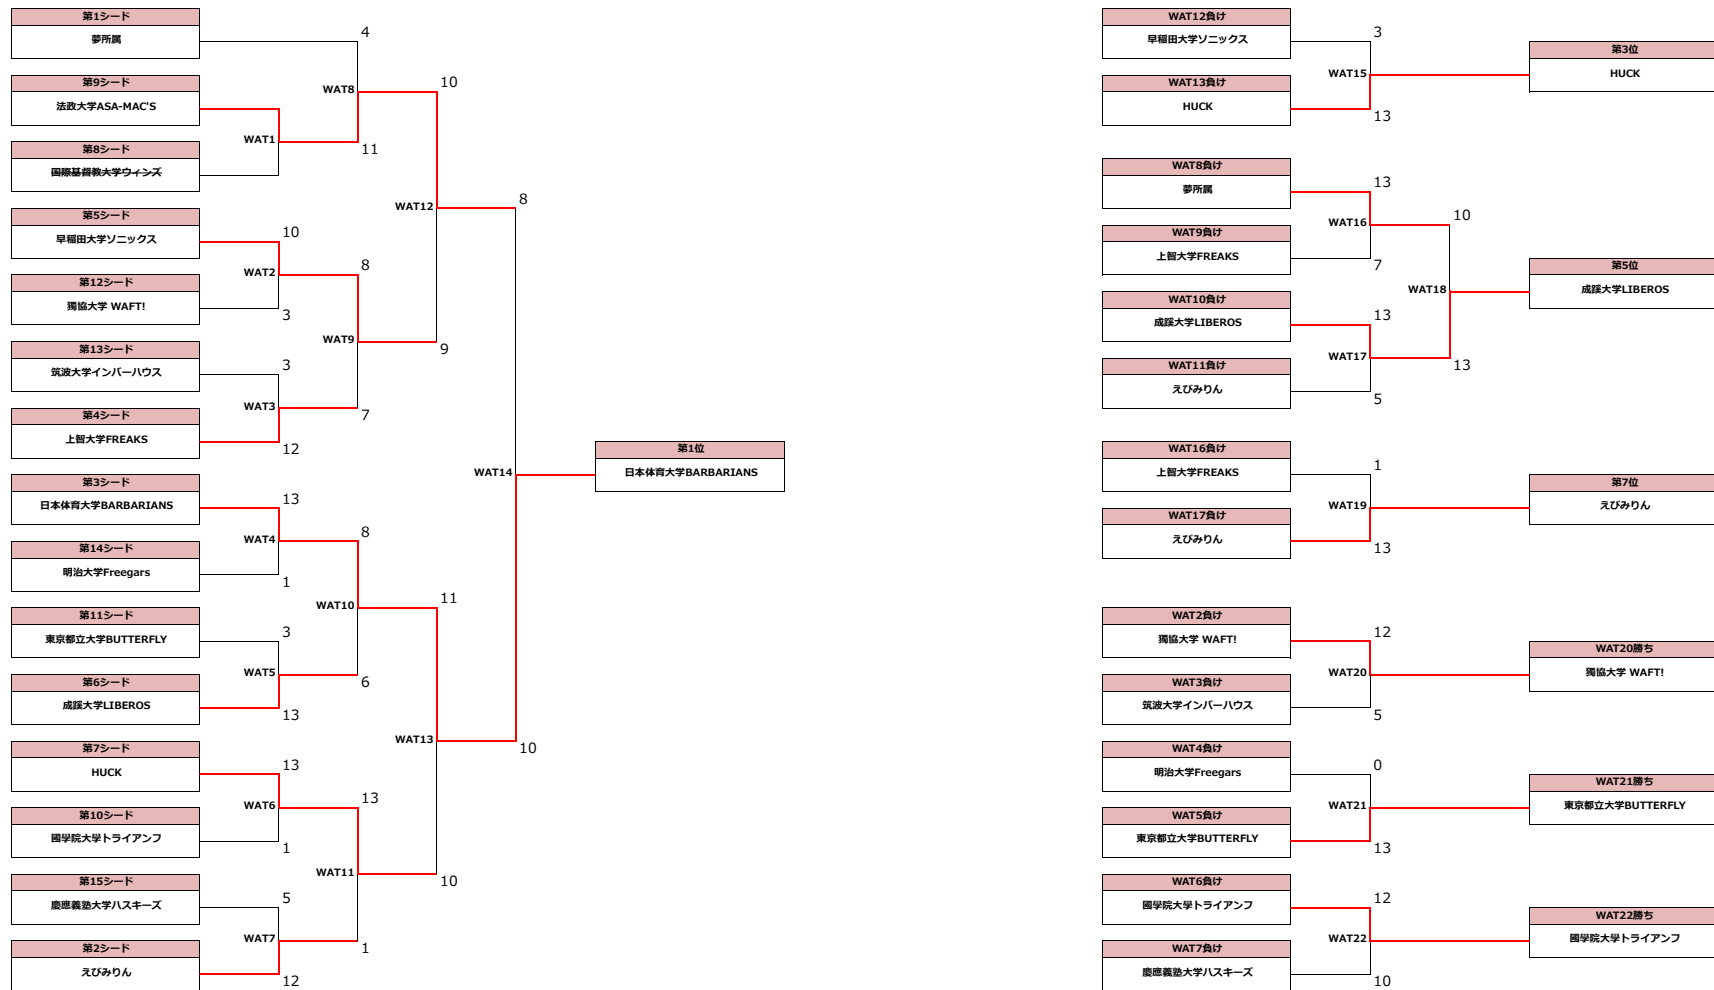 第1シード
夢所属
4
第9シード
法政大学ASA-MAC'S
WAT8
10
WAT1
11
第8シード
国際基督教大学ウィンズ
第5シード
早稲田大学ソニックス
10
WAT12
8
WAT2
8
第12シード
獨協大学 WAFT!
3
第13シード
筑波大学インバーハウス
3
WAT9
9
WAT3
7
第4シード
上智大学FREAKS
12
第3シード
日本体育大学BARBARIANS
13
WAT14
第1位
日本体育大学BARBARIANS
WAT4
8
第14シード
明治大学Freegars
1
WAT10
11
第11シード
東京都立大学BUTTERFLY
3
WAT5
6
第6シード
成蹊大学LIBEROS
13
WAT13
10
第7シード
HUCK
13
WAT6
13
第10シード
國學院大學トライアンフ
1
WAT11
10
第15シード
慶應義塾大学ハスキーズ
5
WAT7
1
第2シード
えびみりん
12
WAT12負け
早稲田大学ソニックス
3
WAT15
第3位
HUCK
WAT13負け
HUCK
13
WAT8負け
夢所属
13
WAT16
10
WAT9負け
上智大学FREAKS
7
WAT18
第5位
成蹊大学LIBEROS
WAT10負け
成蹊大学LIBEROS
13
WAT17
13
WAT11負け
えびみりん
5
WAT16負け
上智大学FREAKS
1
WAT19
第7位
えびみりん
WAT17負け
えびみりん
13
WAT2負け
獨協大学 WAFT!
12
WAT20
WAT20勝ち
獨協大学 WAFT!
WAT3負け
筑波大学インバーハウス
5
WAT4負け
明治大学Freegars
0
WAT21
WAT21勝ち
東京都立大学BUTTERFLY
WAT5負け
東京都立大学BUTTERFLY
13
WAT6負け
國學院大學トライアンフ
12
WAT22
WAT22勝ち
國學院大學トライアンフ
WAT7負け
慶應義塾大学ハスキーズ
10